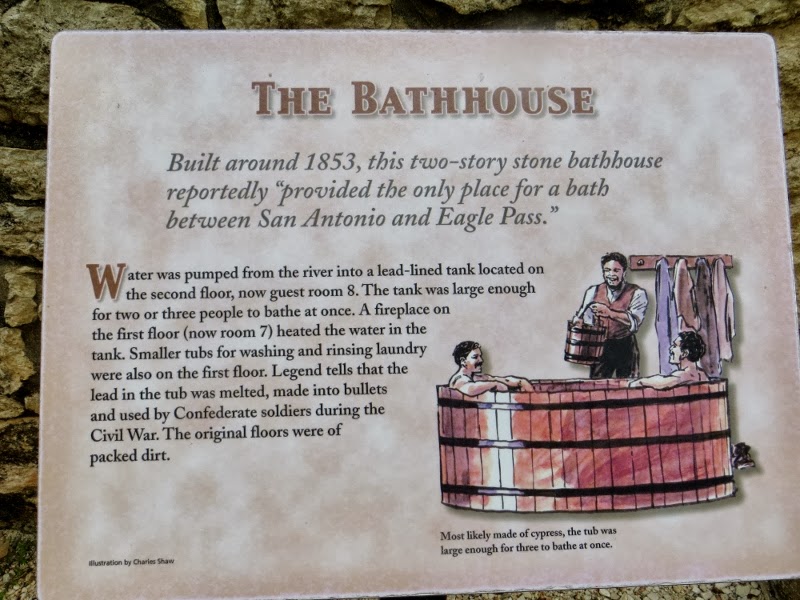 THE BATHHOUSE
Built around 1853, this two-story stone bathhouse
reportedly “provided the only place for a bath
between San Antonio and Eagle Pass.”
Water was pumped from the river into a lead-lined tank located on
the second floor, now guest room 8. The tank was large enough
for two or three people to bathe at once. A fireplace on
the first floor (now room 7) heated the water in the
tank. Smaller tubs for washing and rinsing laundry
were also on the first floor. Legend tells that the
lead in the tub was melted, made into bullets
and used by Confederate soldiers during the
Civil War. The original floors were of
packed dirt.
Most likely made of cypress, the tub was
large enough for three to bathe at once.
Illustration by Charles Shaw